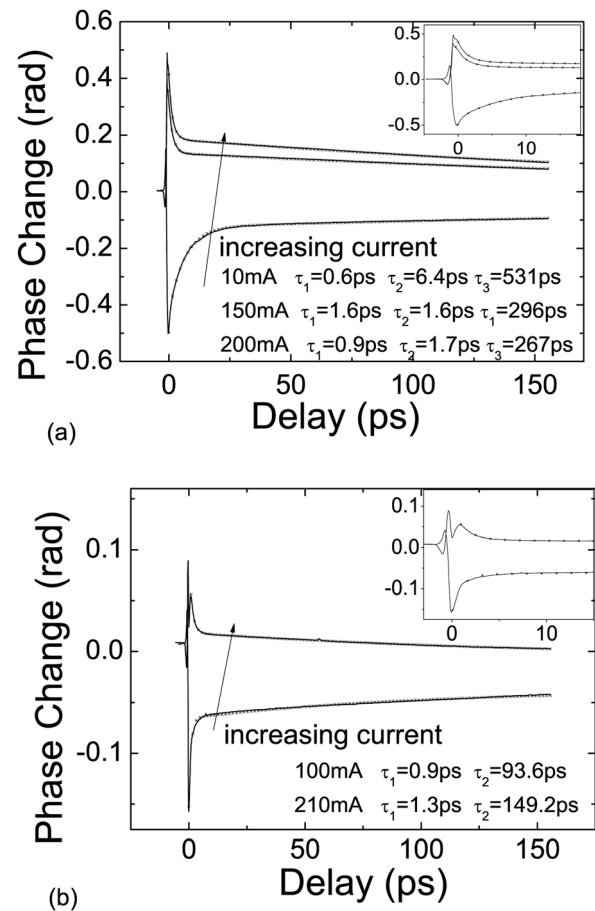 0.6
0.4
0.2
0.0
-0.2
-0.4
-0.6
Phase Change (rad)
0.5
0.0
-0.5
0 10
increasing current
10mA τ1=0.6ps τ2=6.4ps τ3=531ps
150mA τ1=1.6ps τ2=1.6ps τ1=296ps
200mA τ1=0.9ps τ2=1.7ps τ3=267ps
0 50 100 150
Delay (ps)
(a)
0.1
0.0
-0.1
Phase Change (rad)
0.1
0.0
-0.1
0 10
increasing current
100mA τ1=0.9ps τ2=93.6ps
210mA τ1=1.3ps τ2=149.2ps
0 50 100 150
Delay (ps)
(b)